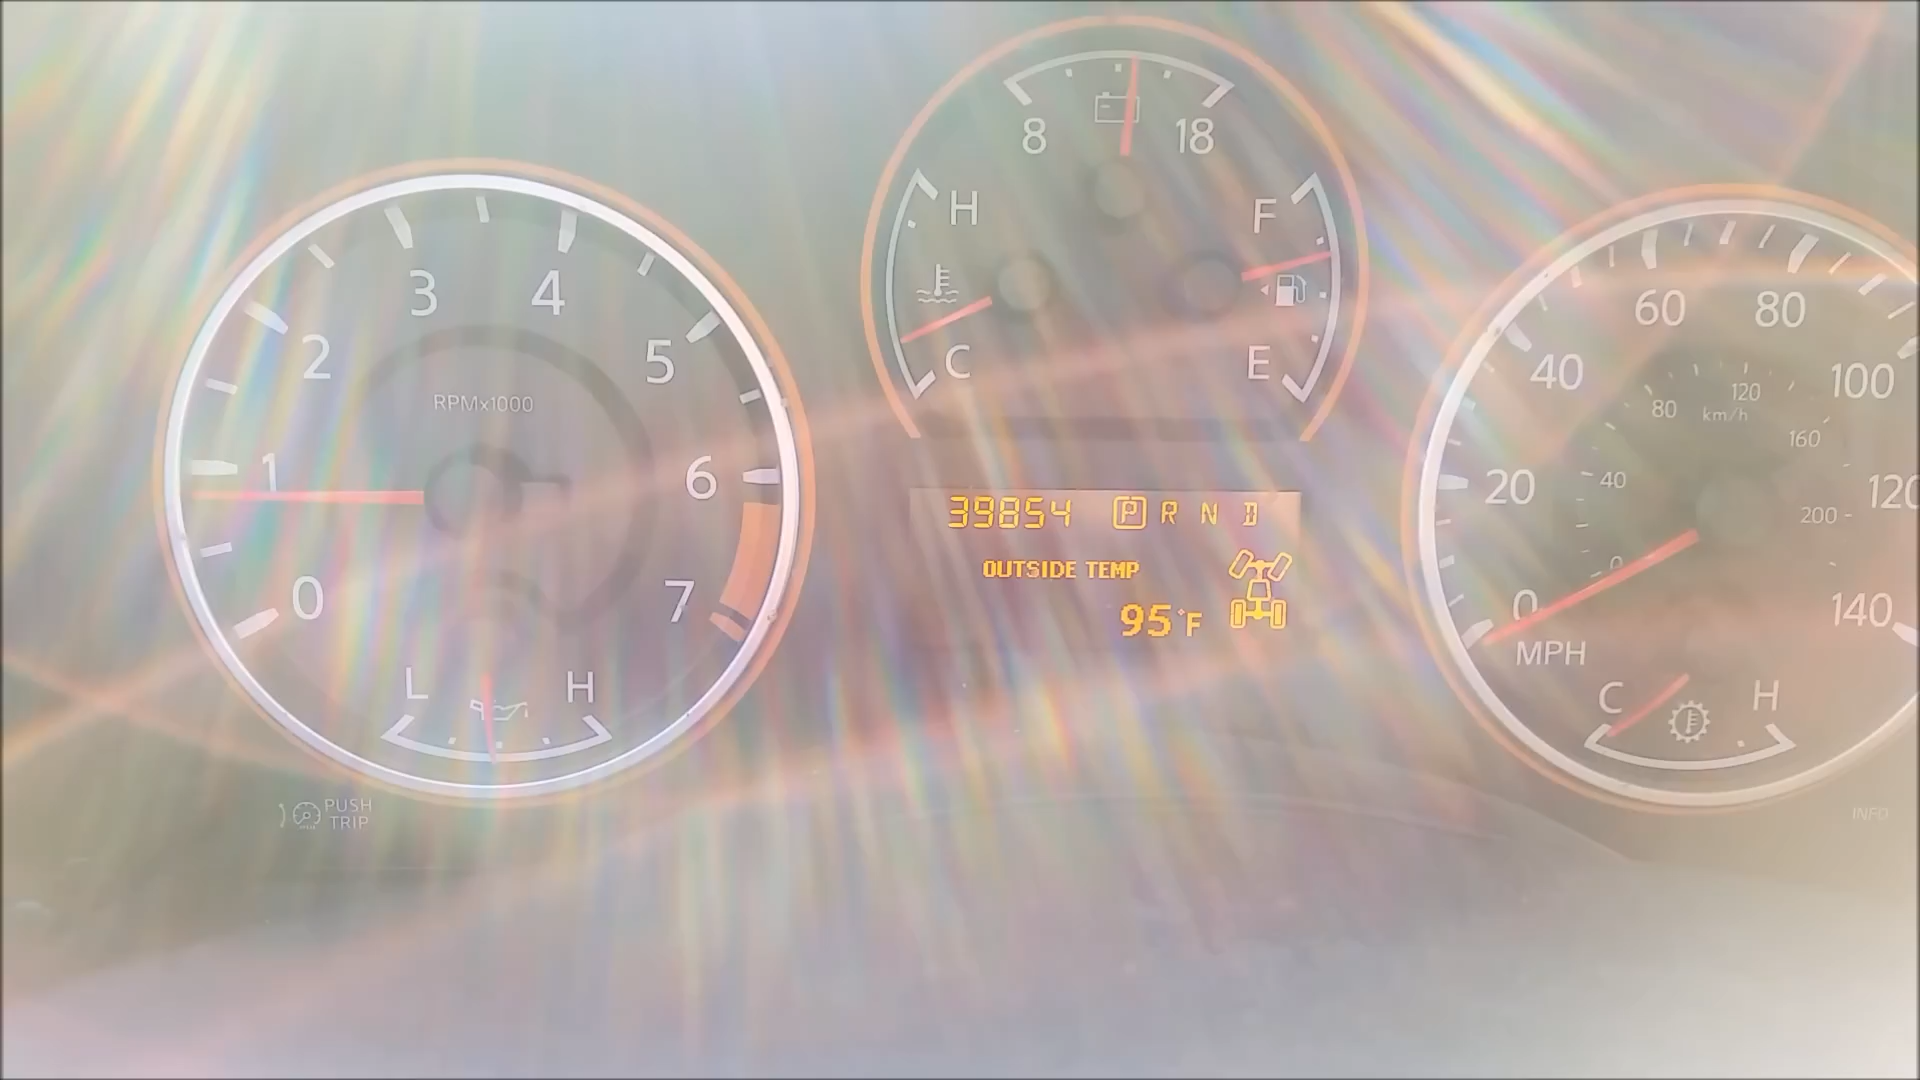 8 18
H F
C E
0 1 2 3 4 5 6 7
RPMx1000
L H
PUSH
TRIP
39854 P R N D
OUTSIDE TEMP
95°F
0 20 40 60 80 100 120 140
MPH
0 40 80 120 160 200
km/h
C H
INFO